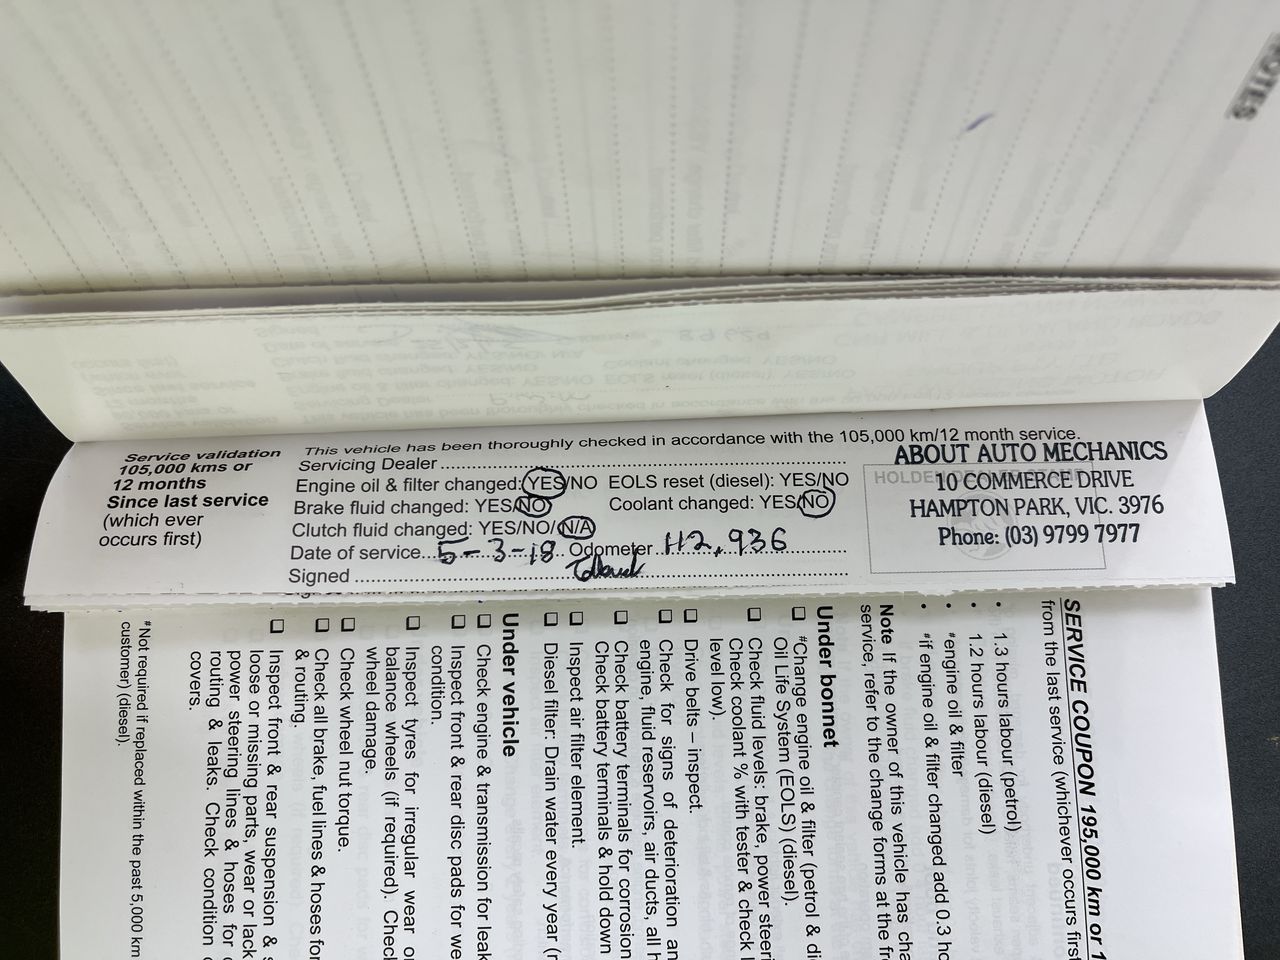 NOTES
Service validation
105,000 kms or
12 months
Since last service
(which ever
occurs first)
This vehicle has been thoroughly checked in accordance with the 105,000 km/12 month service.
Servicing Dealer
Engine oil & filter changed: YES/NO EOLS reset (diesel): YES/NO
Brake fluid changed: YES/NO Coolant changed: YES/NO
Clutch fluid changed: YES/NO/N/A
Date of service 5-3-18 Odometer 112,936
Signed
HOLDEN DEALER STAMP
ABOUT AUTO MECHANICS
10 COMMERCE DRIVE
HAMPTON PARK, VIC. 3976
Phone: (03) 9799 7977
SERVICE COUPON 195,000 km or 1
from the last service (whichever occurs first
• 1.3 hours labour (petrol)
• 1.2 hours labour (diesel)
• #engine oil & filter
• #if engine oil & filter changed add 0.3 ho
Note If the owner of this vehicle has cha
service, refer to the change forms at the fr
Under bonnet
❑ #Change engine oil & filter (petrol & di
Oil Life System (EOLS) (diesel).
❑ Check fluid levels: brake, power steeri
Check coolant % with tester & check l
level low).
❑ Drive belts – inspect.
❑ Check for signs of deterioration an
engine, fluid reservoirs, air ducts, all h
❑ Check battery terminals for corrosion
Check battery terminals & hold down
❑ Inspect air filter element.
❑ Diesel filter: Drain water every year (r
Under vehicle
❑ Check engine & transmission for leak
❑ Inspect front & rear disc pads for we
condition.
❑ Inspect tyres for irregular wear or
balance wheels (if required). Chec
wheel damage.
❑ Check wheel nut torque.
❑ Check all brake, fuel lines & hoses for
& routing.
❑ Inspect front & rear suspension & s
loose or missing parts, wear or lack
power steering lines & hoses for c
routing & leaks. Check condition o
covers.
#Not required if replaced within the past 5,000 km
customer) (diesel).